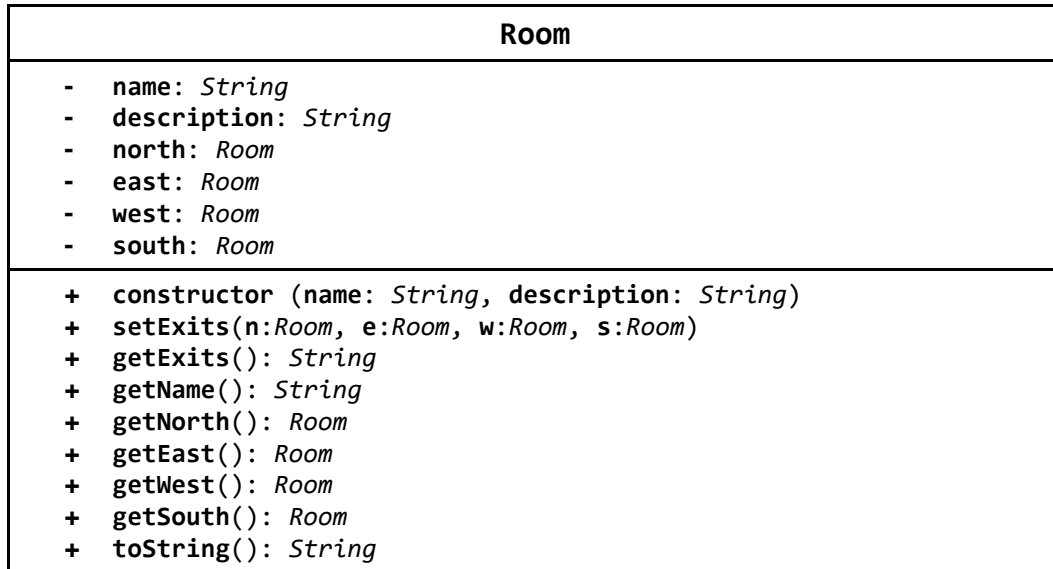 Room
- name: String
- description: String
- north: Room
- east: Room
- west: Room
- south: Room
+ constructor (name: String, description: String)
+ setExits(n:Room, e:Room, w:Room, s:Room)
+ getExits(): String
+ getName(): String
+ getNorth(): Room
+ getEast(): Room
+ getWest(): Room
+ getSouth(): Room
+ toString(): String